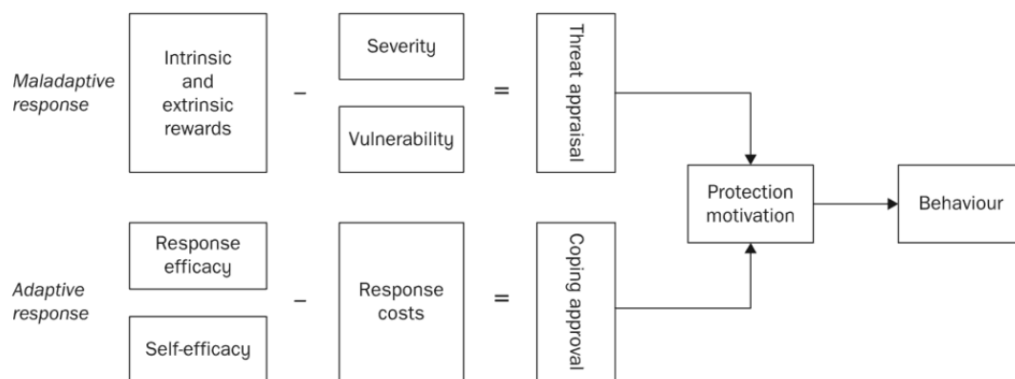 Maladaptive
response
Intrinsic
and
extrinsic
rewards
–
Severity
Vulnerability
=
Threat appraisal
Protection
motivation
Behaviour
Adaptive
response
Response
efficacy
Self-efficacy
–
Response
costs
=
Coping approval